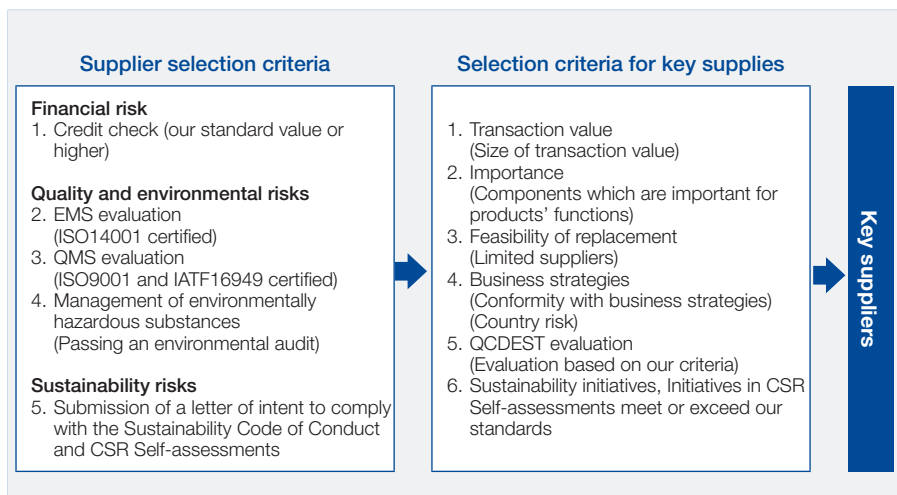 Supplier selection criteria
Financial risk
1. Credit check (our standard value or
higher)
Quality and environmental risks
2. EMS evaluation
(ISO14001 certified)
3. QMS evaluation
(ISO9001 and IATF16949 certified)
4. Management of environmentally
hazardous substances
(Passing an environmental audit)
Sustainability risks
5. Submission of a letter of intent to comply
with the Sustainability Code of Conduct
and CSR Self-assessments
Selection criteria for key supplies
1. Transaction value
(Size of transaction value)
2. Importance
(Components which are important for
products’ functions)
3. Feasibility of replacement
(Limited suppliers)
4. Business strategies
(Conformity with business strategies)
(Country risk)
5. QCDEST evaluation
(Evaluation based on our criteria)
6. Sustainability initiatives, Initiatives in CSR
Self-assessments meet or exceed our
standards
Key suppliers